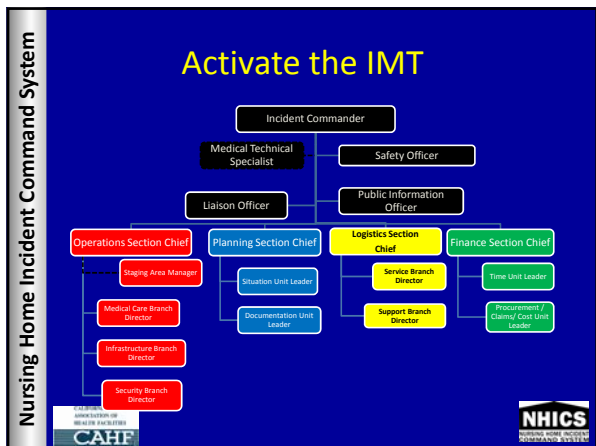 Nursing Home Incident Command System
Activate the IMT
Incident Commander
Medical Technical
Specialist
Safety Officer
Liaison Officer
Public Information
Officer
Operations Section Chief
Planning Section Chief
Logistics Section
Chief
Finance Section Chief
Staging Area Manager
Situation Unit Leader
Service Branch
Director
Time Unit Leader
Medical Care Branch
Director
Documentation Unit
Leader
Support Branch
Director
Procurement /
Claims/ Cost Unit
Leader
Infrastructure Branch
Director
Security Branch
Director
ASSOCIATION OF
HEALTH FACILITIES
CAHF
NHICS
NURSING HOME INCIDENT
COMMAND SYSTEM